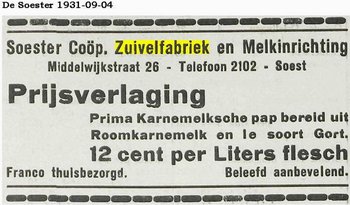 De Soester 1931-09-04
Soester Coöp. Zuivelfabriek en Melkinrichting
Middelwijkstraat 26 - Telefoon 2102 - Soest
Prijsverlaging
Prima Karnemelksche pap bereid uit
Roomkarnemelk en 1e soort Gort.
12 cent per Liters flesch
Franco thuisbezorgd. Beleefd aanbevelend.